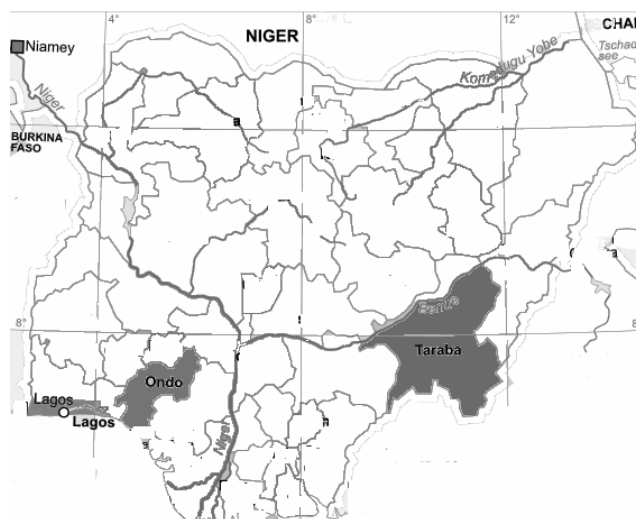 4° 8° 12°
NIGER
CHA
Niamey
Tschad-
see
Komadugu Yobe
Niger
BURKINA
FASO
Benue
8° 8
Taraba
Ondo
Lagos
Lagos
Niger